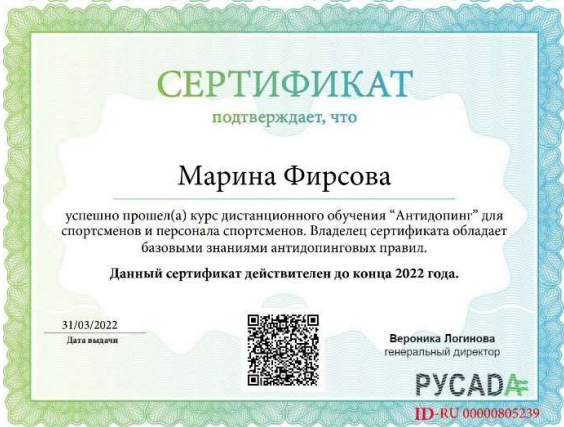 СЕРТИФИКАТ
подтверждает, что
Марина Фирсова
успешно прошел(а) курс дистанционного обучения “Антидопинг” для
спортсменов и персонала спортсменов. Владелец сертификата обладает
базовыми знаниями антидопинговых правил.
Данный сертификат действителен до конца 2022 года.
31/03/2022
Дата выдачи
Вероника Логинова
генеральный директор
РУСАДА
ID-RU 00000805239